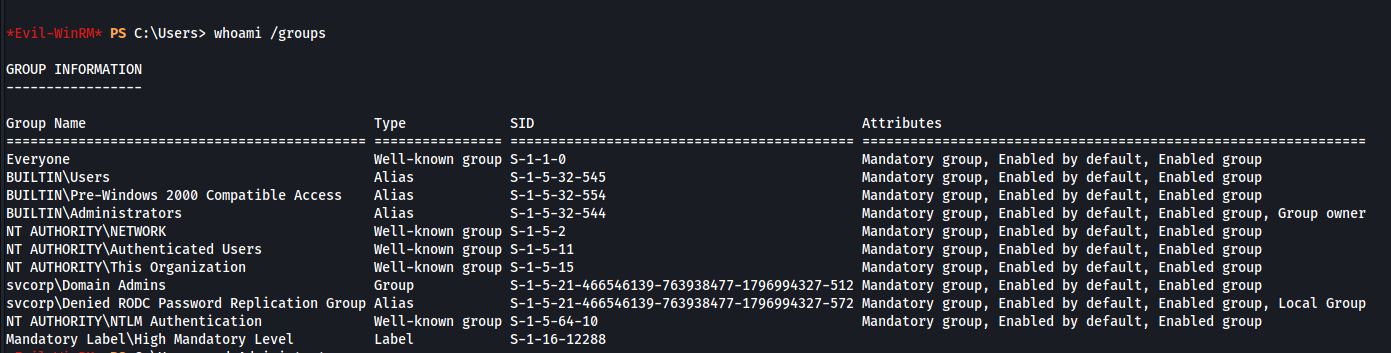 *Evil-WinRM* PS C:\Users> whoami /groups
GROUP INFORMATION
-----------------
Group Name Type SID Attributes
============================================= ================ =========================================== ===============================================================
Everyone Well-known group S-1-1-0 Mandatory group, Enabled by default, Enabled group
BUILTIN\Users Alias S-1-5-32-545 Mandatory group, Enabled by default, Enabled group
BUILTIN\Pre-Windows 2000 Compatible Access Alias S-1-5-32-554 Mandatory group, Enabled by default, Enabled group
BUILTIN\Administrators Alias S-1-5-32-544 Mandatory group, Enabled by default, Enabled group, Group owner
NT AUTHORITY\NETWORK Well-known group S-1-5-2 Mandatory group, Enabled by default, Enabled group
NT AUTHORITY\Authenticated Users Well-known group S-1-5-11 Mandatory group, Enabled by default, Enabled group
NT AUTHORITY\This Organization Well-known group S-1-5-15 Mandatory group, Enabled by default, Enabled group
svcorp\Domain Admins Group S-1-5-21-466546139-763938477-1796994327-512 Mandatory group, Enabled by default, Enabled group
svcorp\Denied RODC Password Replication Group Alias S-1-5-21-466546139-763938477-1796994327-572 Mandatory group, Enabled by default, Enabled group, Local Group
NT AUTHORITY\NTLM Authentication Well-known group S-1-5-64-10 Mandatory group, Enabled by default, Enabled group
Mandatory Label\High Mandatory Level Label S-1-16-12288